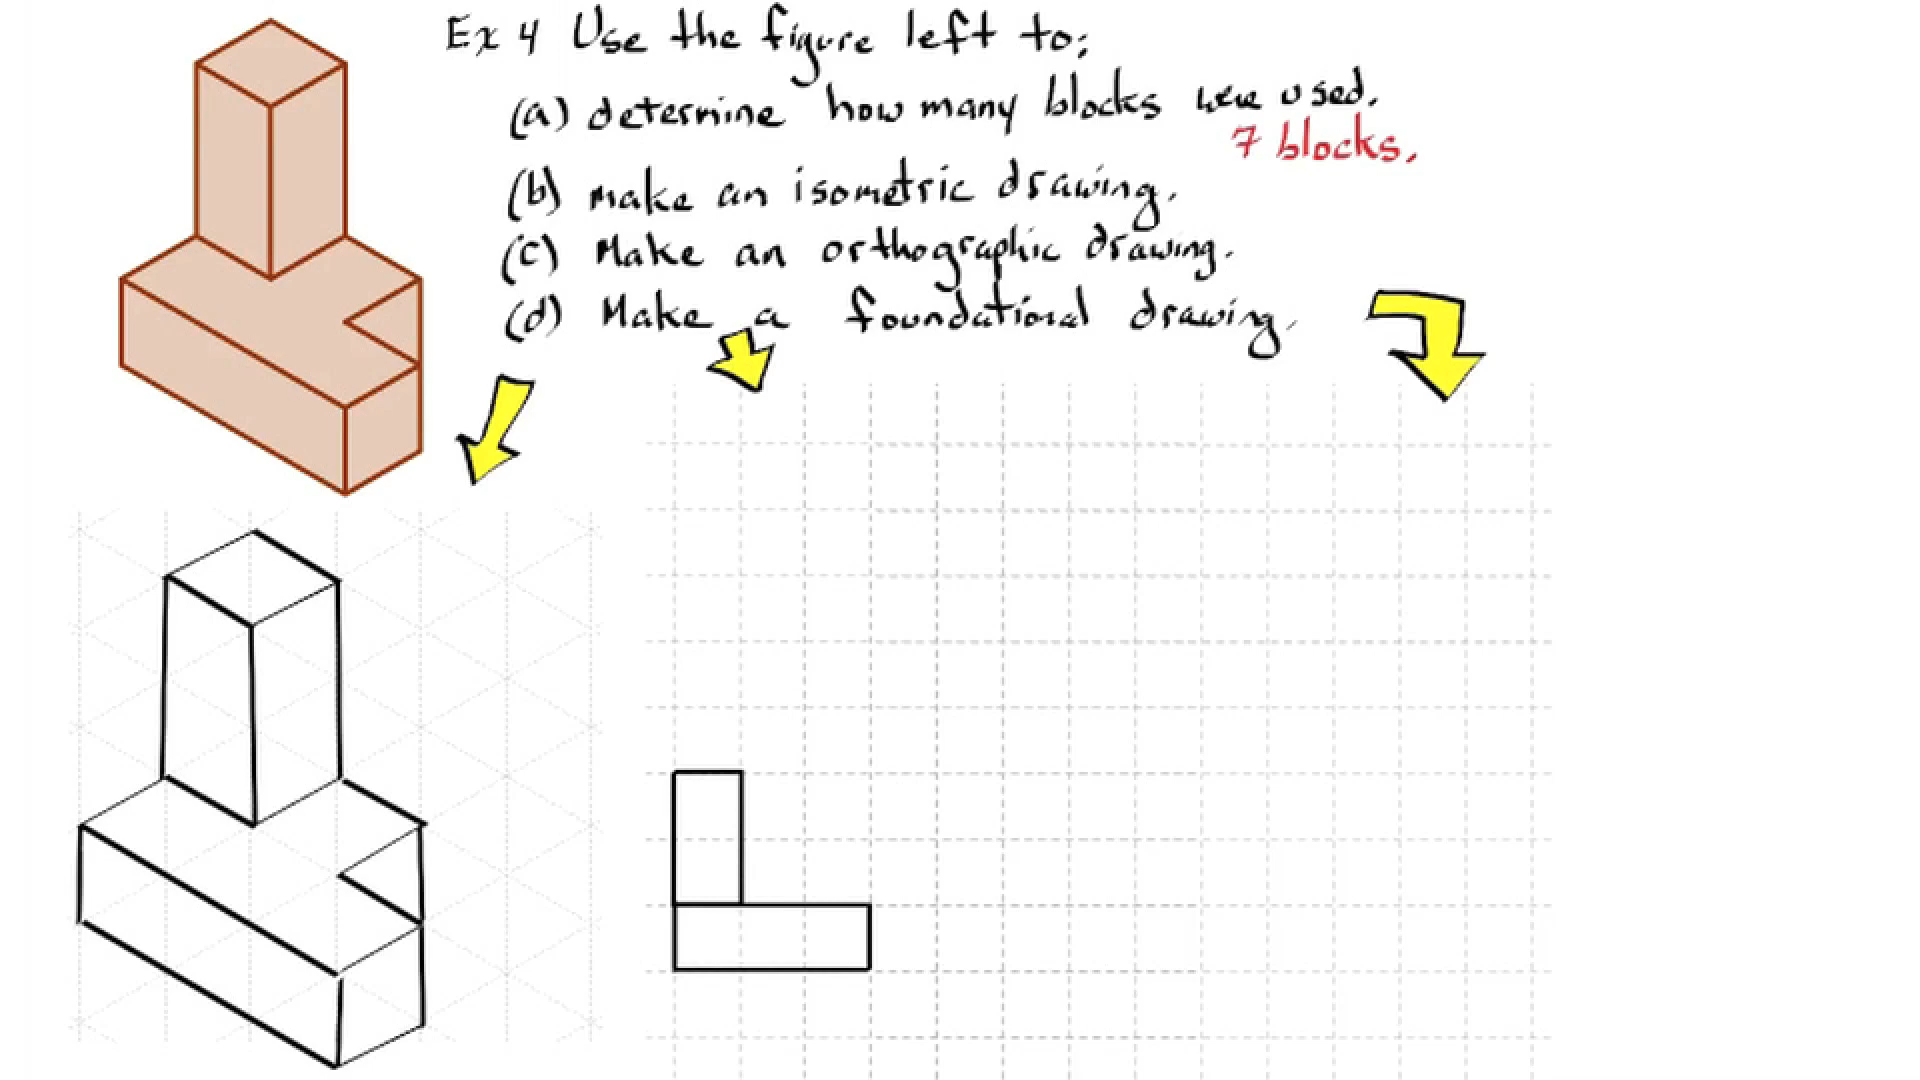 Ex 4 Use the figure left to:
(a) determine how many blocks were used.
7 blocks.
(b) make an isometric drawing.
(c) Make an orthographic drawing.
(d) Make a foundational drawing.